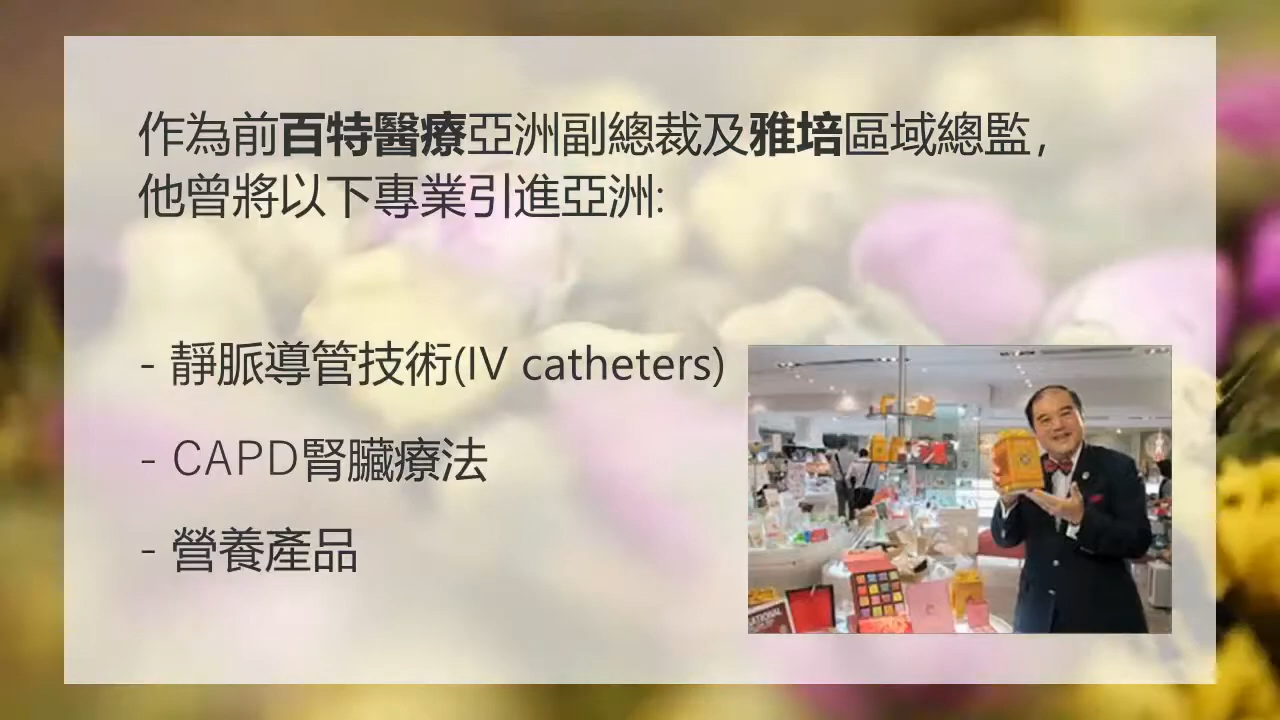 作為前百特醫療亞洲副總裁及雅培區域總監,
他曾將以下專業引進亞洲:
- 靜脈導管技術(IV catheters)
- CAPD腎臟療法
- 營養產品